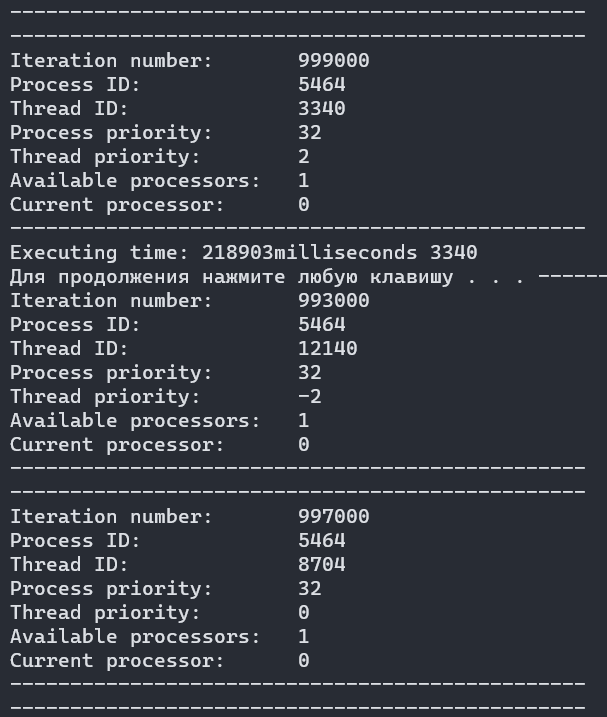 ------------------------------------------------
------------------------------------------------
Iteration number:       999000
Process ID:             5464
Thread ID:              3340
Process priority:       32
Thread priority:        2
Available processors:   1
Current processor:      0
------------------------------------------------
Executing time: 218903milliseconds 3340
Для продолжения нажмите любую клавишу . . . ------
Iteration number:       993000
Process ID:             5464
Thread ID:              12140
Process priority:       32
Thread priority:        -2
Available processors:   1
Current processor:      0
------------------------------------------------
------------------------------------------------
Iteration number:       997000
Process ID:             5464
Thread ID:              8704
Process priority:       32
Thread priority:        0
Available processors:   1
Current processor:      0
------------------------------------------------
------------------------------------------------